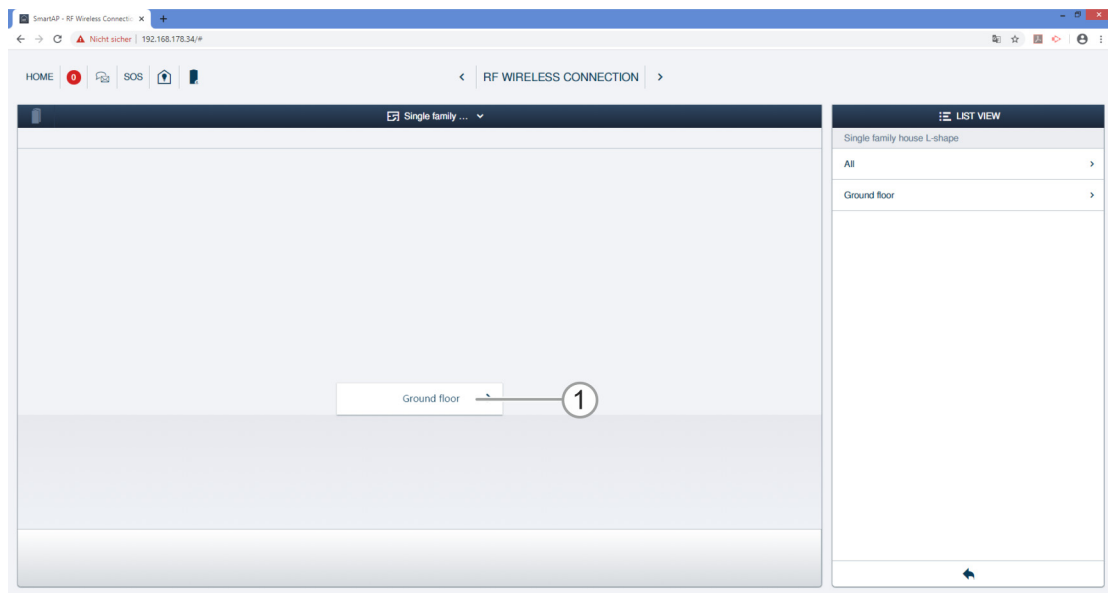 SmartAP - RF Wireless Connectio
Nicht sicher | 192.168.178.34/#
HOME 0 SOS RF WIRELESS CONNECTION
Single family ...
LIST VIEW
Single family house L-shape
All
Ground floor
Ground floor
1